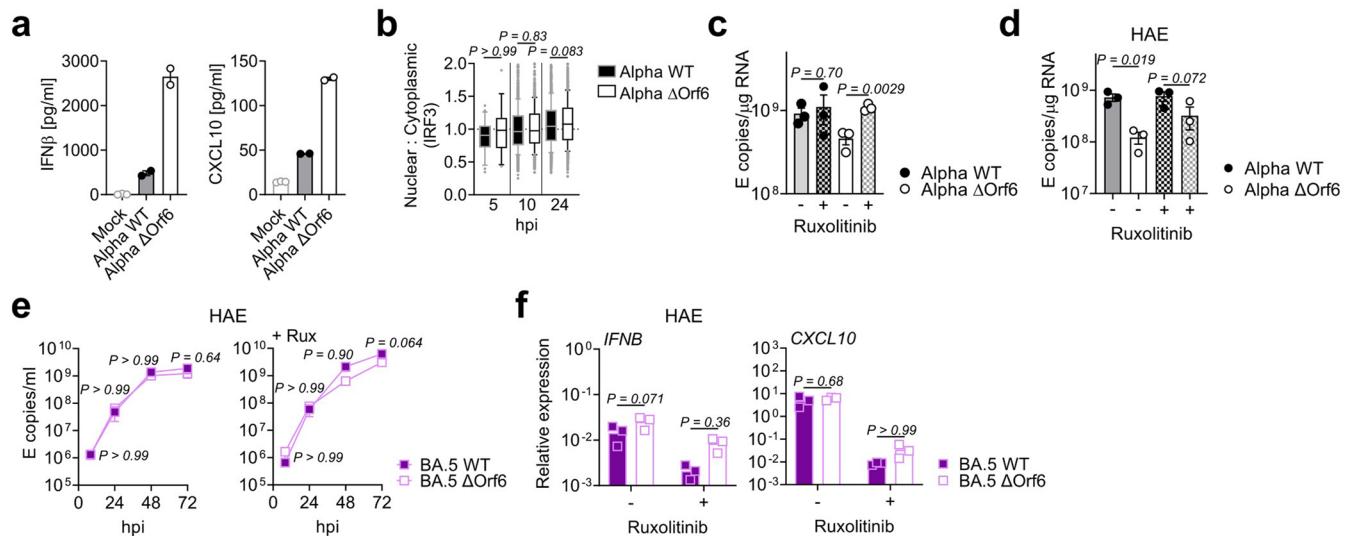 a
IFNβ [pg/ml]
3000
2000
1000
0
Mock
Alpha WT
Alpha ΔOrf6
CXCL10 [pg/ml]
150
100
50
0
Mock
Alpha WT
Alpha ΔOrf6
b
Nuclear : Cytoplasmic
(IRF3)
P = 0.83
P > 0.99
P = 0.083
2.0
1.5
1.0
0.5
0.0
5 10 24
hpi
Alpha WT
Alpha ΔOrf6
c
E copies/μg RNA
P = 0.70
P = 0.0029
10⁹
10⁸
- + - +
Ruxolitinib
Alpha WT
Alpha ΔOrf6
d
HAE
E copies/μg RNA
P = 0.019
P = 0.072
10⁹
10⁸
10⁷
- - + +
Ruxolitinib
Alpha WT
Alpha ΔOrf6
e
HAE
E copies/ml
10¹⁰
10⁹
10⁸
10⁷
10⁶
10⁵
P > 0.99
P = 0.64
P > 0.99
P > 0.99
0 24 48 72
hpi
+ Rux
10¹⁰
10⁹
10⁸
10⁷
10⁶
10⁵
P = 0.064
P = 0.90
P > 0.99
P > 0.99
0 24 48 72
hpi
BA.5 WT
BA.5 ΔOrf6
f
HAE
Relative expression
IFNB
10⁰
10⁻¹
10⁻²
10⁻³
P = 0.071
P = 0.36
- +
Ruxolitinib
CXCL10
10³
10²
10¹
10⁰
10⁻¹
10⁻²
10⁻³
P = 0.68
P > 0.99
- +
Ruxolitinib
BA.5 WT
BA.5 ΔOrf6